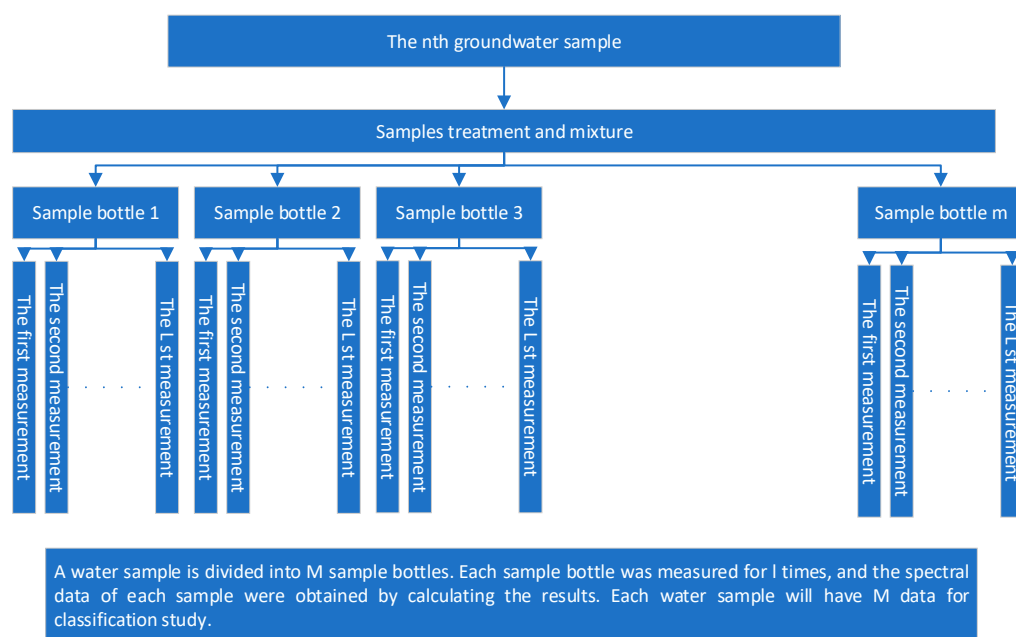 The nth groundwater sample
Samples treatment and mixture
Sample bottle 1
Sample bottle 2
Sample bottle 3
Sample bottle m
The first measurement
The second measurement
The L st measurement
The first measurement
The second measurement
The L st measurement
The first measurement
The second measurement
The L st measurement
The first measurement
The second measurement
The L st measurement
A water sample is divided into M sample bottles. Each sample bottle was measured for l times, and the spectral
data of each sample were obtained by calculating the results. Each water sample will have M data for
classification study.